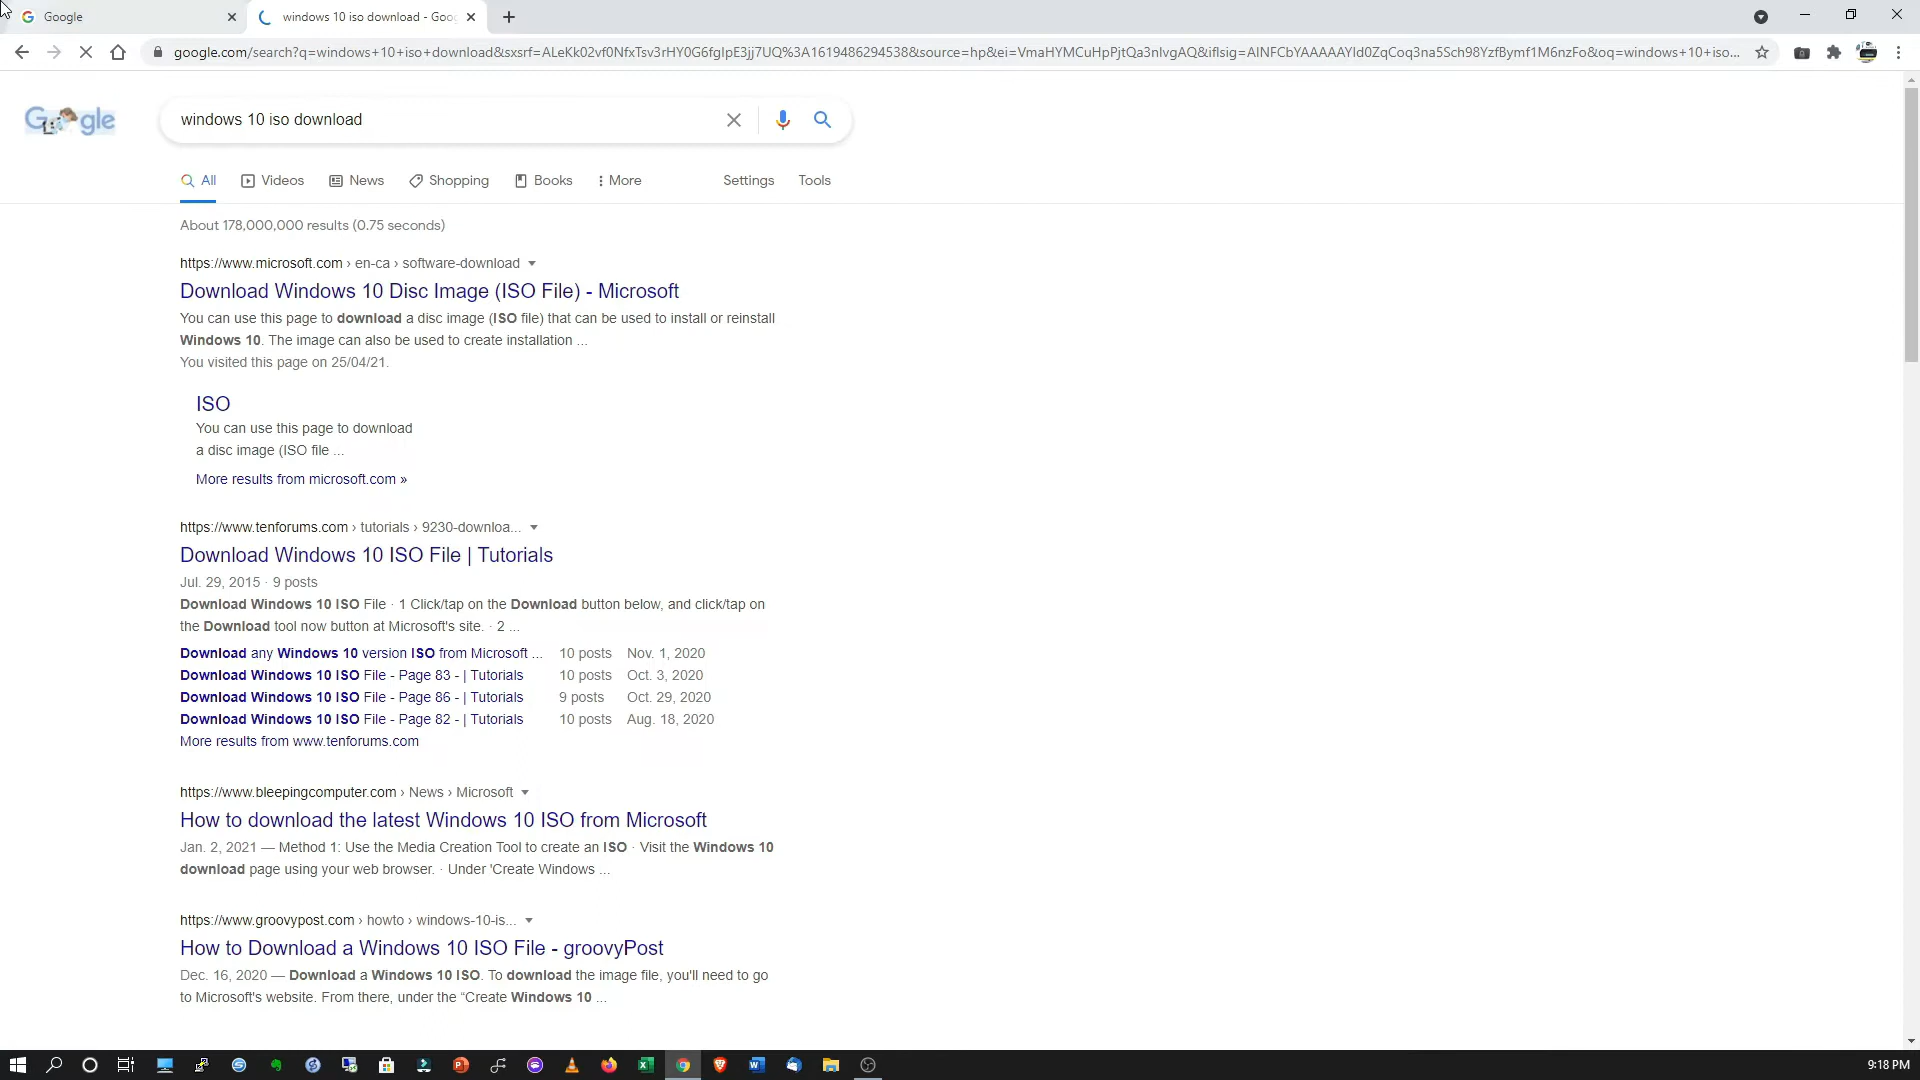 Google
windows 10 iso download - Goo
google.com/search?q=windows+10+iso+download&sxsrf=ALeKk02vf0NfxTsv3rHY0G6fgIpE3jj7UQ%3A1619486294538&source=hp&ei=VmaHYMCuHpPjtQa3nIvgAQ&iflsig=AINFCbYAAAAAYId0ZqCoq3na5Sch98YzfBymf1M6nzFo&oq=windows+10+iso...
Google
windows 10 iso download
All Videos News Shopping Books More Settings Tools
About 178,000,000 results (0.75 seconds)
https://www.microsoft.com › en-ca › software-download
Download Windows 10 Disc Image (ISO File) - Microsoft
You can use this page to download a disc image (ISO file) that can be used to install or reinstall
Windows 10. The image can also be used to create installation ...
You visited this page on 25/04/21.
ISO
You can use this page to download
a disc image (ISO file ...
More results from microsoft.com »
https://www.tenforums.com › tutorials › 9230-downloa...
Download Windows 10 ISO File | Tutorials
Jul. 29, 2015 · 9 posts
Download Windows 10 ISO File · 1 Click/tap on the Download button below, and click/tap on
the Download tool now button at Microsoft's site. · 2 ...
Download any Windows 10 version ISO from Microsoft ... 10 posts Nov. 1, 2020
Download Windows 10 ISO File - Page 83 - | Tutorials 10 posts Oct. 3, 2020
Download Windows 10 ISO File - Page 86 - | Tutorials 9 posts Oct. 29, 2020
Download Windows 10 ISO File - Page 82 - | Tutorials 10 posts Aug. 18, 2020
More results from www.tenforums.com
https://www.bleepingcomputer.com › News › Microsoft
How to download the latest Windows 10 ISO from Microsoft
Jan. 2, 2021 — Method 1: Use the Media Creation Tool to create an ISO · Visit the Windows 10
download page using your web browser. · Under 'Create Windows ...
https://www.groovypost.com › howto › windows-10-is...
How to Download a Windows 10 ISO File - groovyPost
Dec. 16, 2020 — Download a Windows 10 ISO. To download the image file, you'll need to go
to Microsoft's website. From there, under the “Create Windows 10 ...
9:18 PM